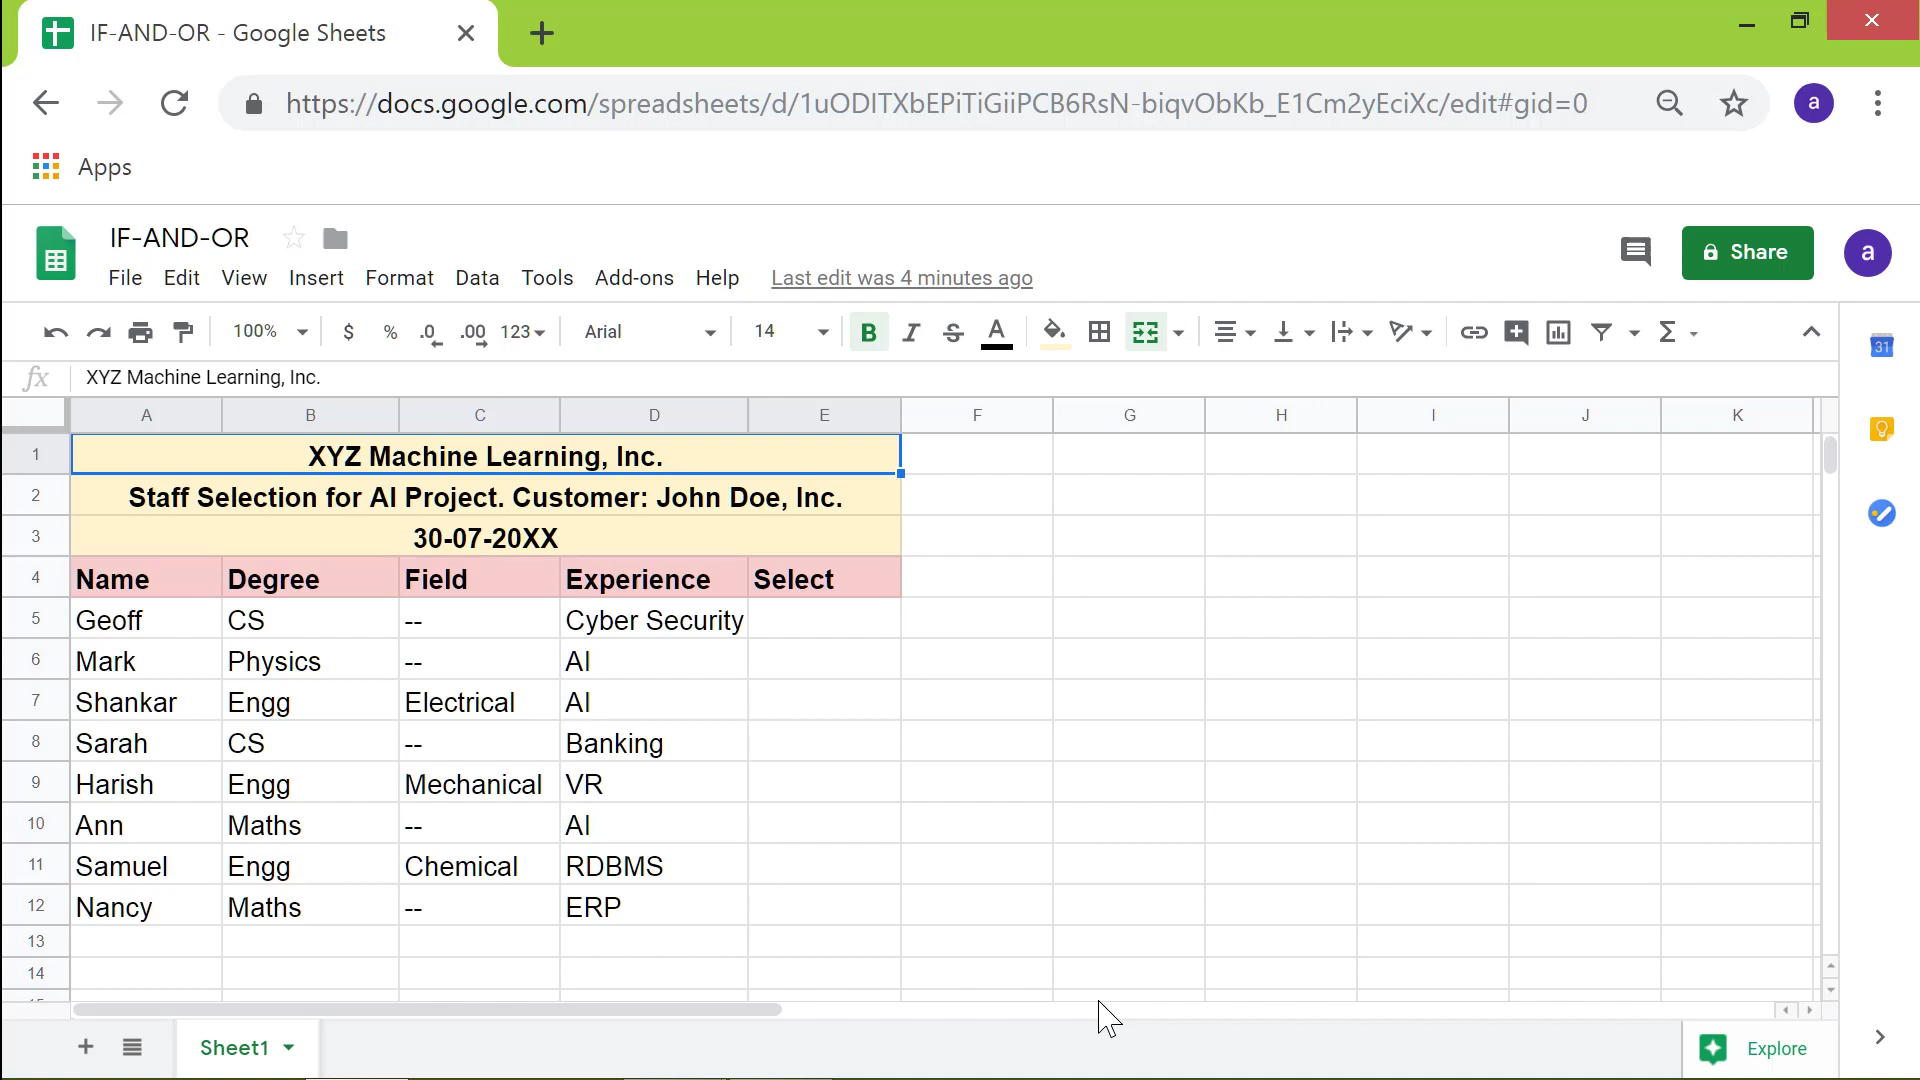 IF-AND-OR - Google Sheets
https://docs.google.com/spreadsheets/d/1uODITXbEPiTiGiiPCB6RsN-biqvObKb_E1Cm2yEciXc/edit#gid=0 a
Apps
IF-AND-OR
File Edit View Insert Format Data Tools Add-ons Help Last edit was 4 minutes ago
Share a
100% $ % .0 .00 123 Arial 14 B I S A Σ
31
fx XYZ Machine Learning, Inc.
A B C D E F G H I J K
1 XYZ Machine Learning, Inc.
2 Staff Selection for AI Project. Customer: John Doe, Inc.
3 30-07-20XX
4 Name Degree Field Experience Select
5 Geoff CS -- Cyber Security
6 Mark Physics -- AI
7 Shankar Engg Electrical AI
8 Sarah CS -- Banking
9 Harish Engg Mechanical VR
10 Ann Maths -- AI
11 Samuel Engg Chemical RDBMS
12 Nancy Maths -- ERP
13
14
Sheet1
Explore